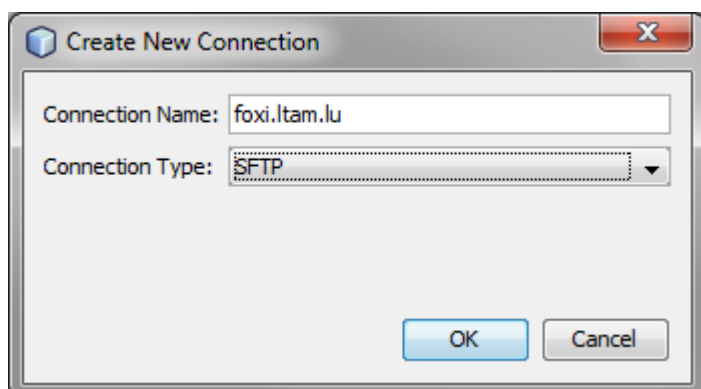 Create New Connection
Connection Name: foxi.ltam.lu
Connection Type: SFTP
OK Cancel